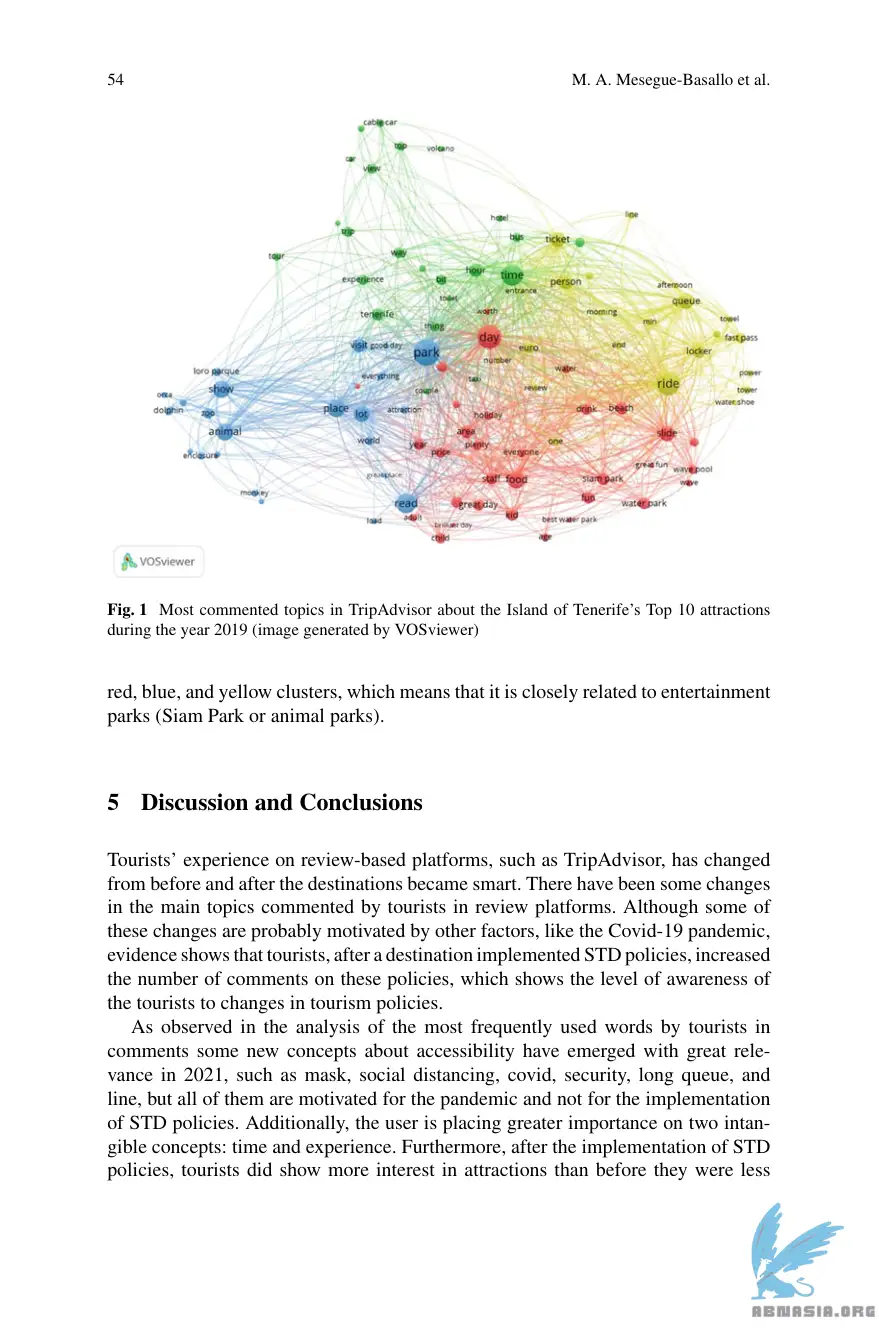 54
M. A. Mesegue-Basallo et al.
cable car
top
volcano
car
view
hotel
line
trip
bus
ticket
way
tour
experience
bit
hour
time
person
afternoon
toilet
entrance
queue
tenerife
worth
morning
thing
min
towel
day
fast pass
visit
good day
park
euro
end
locker
number
loro parque
everything
taxi
water
power
show
couple
review
ride
tower
orca
water shoe
dolphin
zoo
place
lot
attraction
holiday
drink
beach
animal
world
area
slide
year
plenty
one
price
everyone
enclosure
great fun
wave pool
great place
staff
food
siam park
wave
monkey
read
great day
fun
water park
load
adult
kid
best water park
brilliant day
child
age
VOSviewer
Fig. 1 Most commented topics in TripAdvisor about the Island of Tenerife’s Top 10 attractions
during the year 2019 (image generated by VOSviewer)
red, blue, and yellow clusters, which means that it is closely related to entertainment
parks (Siam Park or animal parks).
5 Discussion and Conclusions
Tourists’ experience on review-based platforms, such as TripAdvisor, has changed
from before and after the destinations became smart. There have been some changes
in the main topics commented by tourists in review platforms. Although some of
these changes are probably motivated by other factors, like the Covid-19 pandemic,
evidence shows that tourists, after a destination implemented STD policies, increased
the number of comments on these policies, which shows the level of awareness of
the tourists to changes in tourism policies.
As observed in the analysis of the most frequently used words by tourists in
comments some new concepts about accessibility have emerged with great rele-
vance in 2021, such as mask, social distancing, covid, security, long queue, and
line, but all of them are motivated for the pandemic and not for the implementation
of STD policies. Additionally, the user is placing greater importance on two intan-
gible concepts: time and experience. Furthermore, after the implementation of STD
policies, tourists did show more interest in attractions than before they were less
ABNASIA.ORG